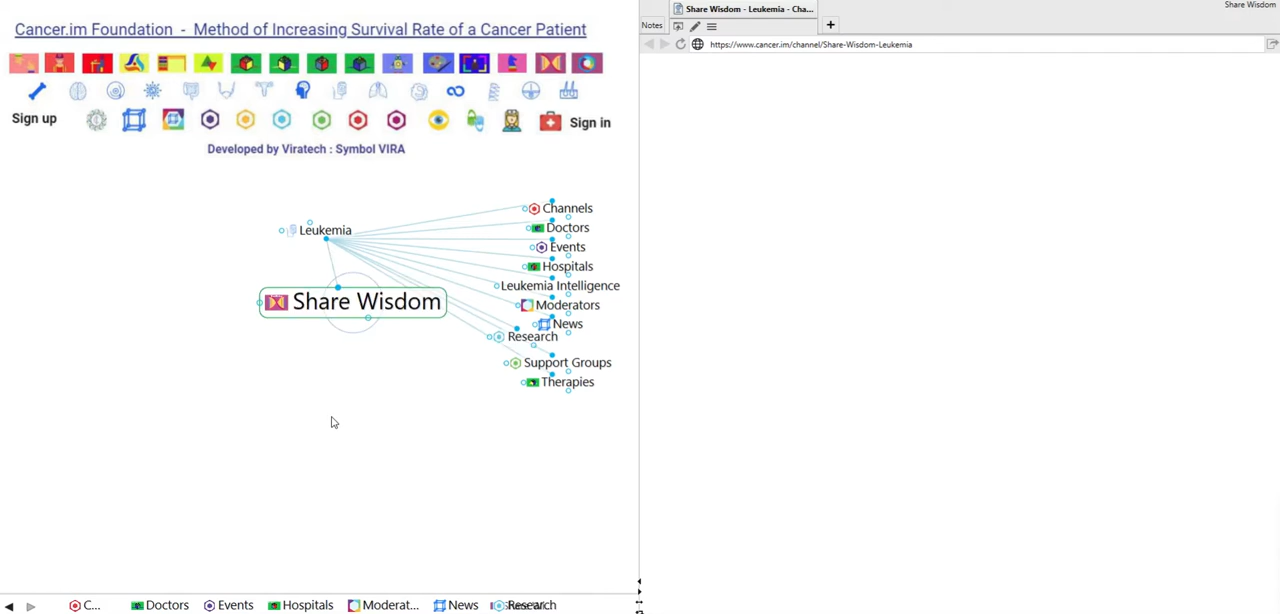 Cancer.im Foundation - Method of Increasing Survival Rate of a Cancer Patient
Sign up
Sign in
Developed by Viratech : Symbol VIRA
Leukemia
Share Wisdom
Channels
Doctors
Events
Hospitals
Leukemia Intelligence
Moderators
News
Research
Support Groups
Therapies
C... Doctors Events Hospitals Moderat... News Research
Share Wisdom - Leukemia - Cha...
Share Wisdom
Notes
https://www.cancer.im/channel/Share-Wisdom-Leukemia